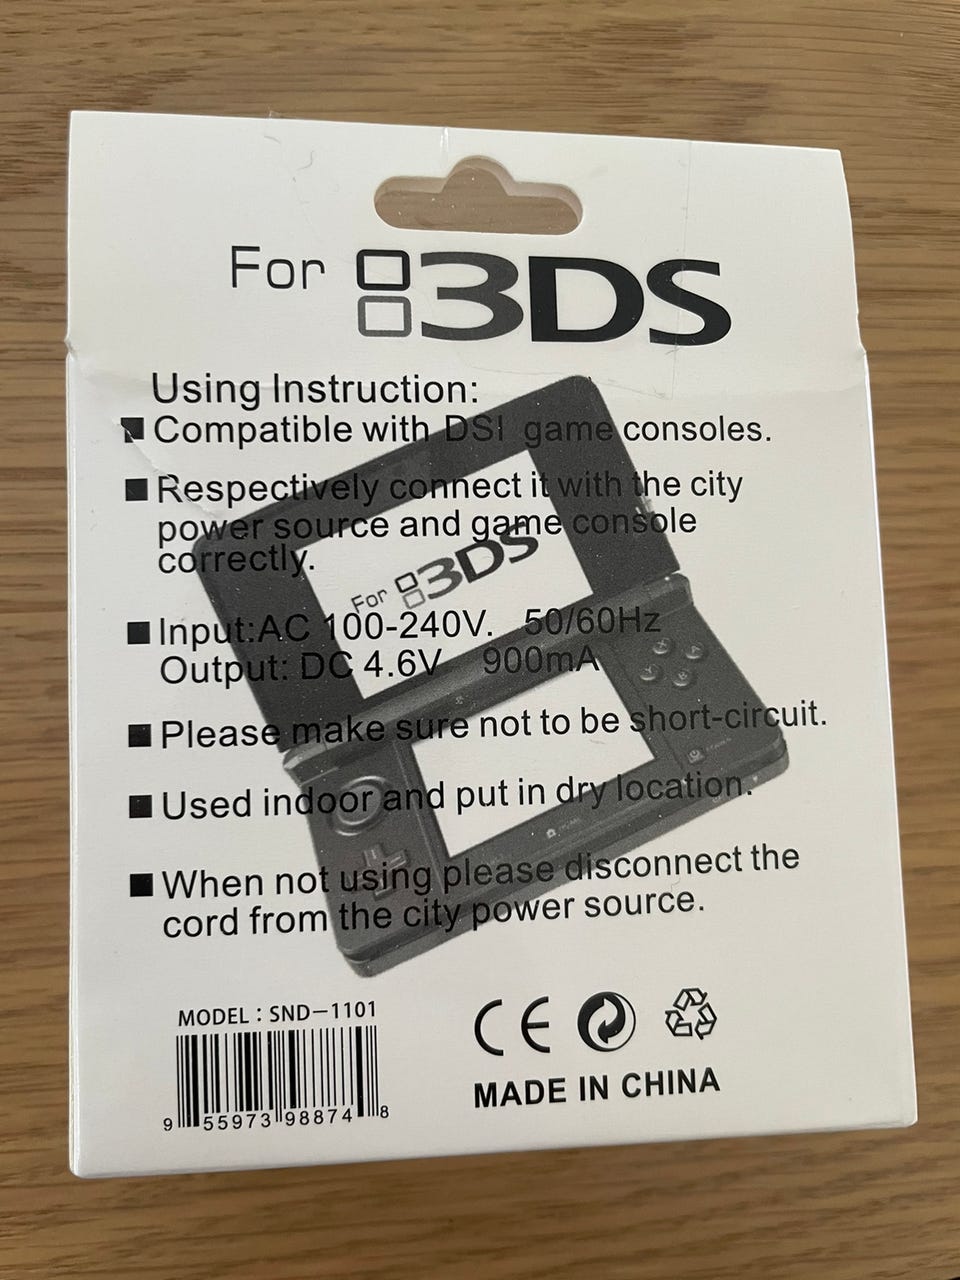 For 3DS
Using Instruction:
■ Compatible with DSI game consoles.
■ Respectively connect it with the city
power source and game console
correctly.
For 3DS
■ Input:AC 100-240V. 50/60Hz
Output: DC 4.6V 900mA
■ Please make sure not to be short-circuit.
■ Used indoor and put in dry location.
■ When not using please disconnect the
cord from the city power source.
MODEL : SND-1101
9 55973 98874 8
CE
MADE IN CHINA
X
A
Y
B